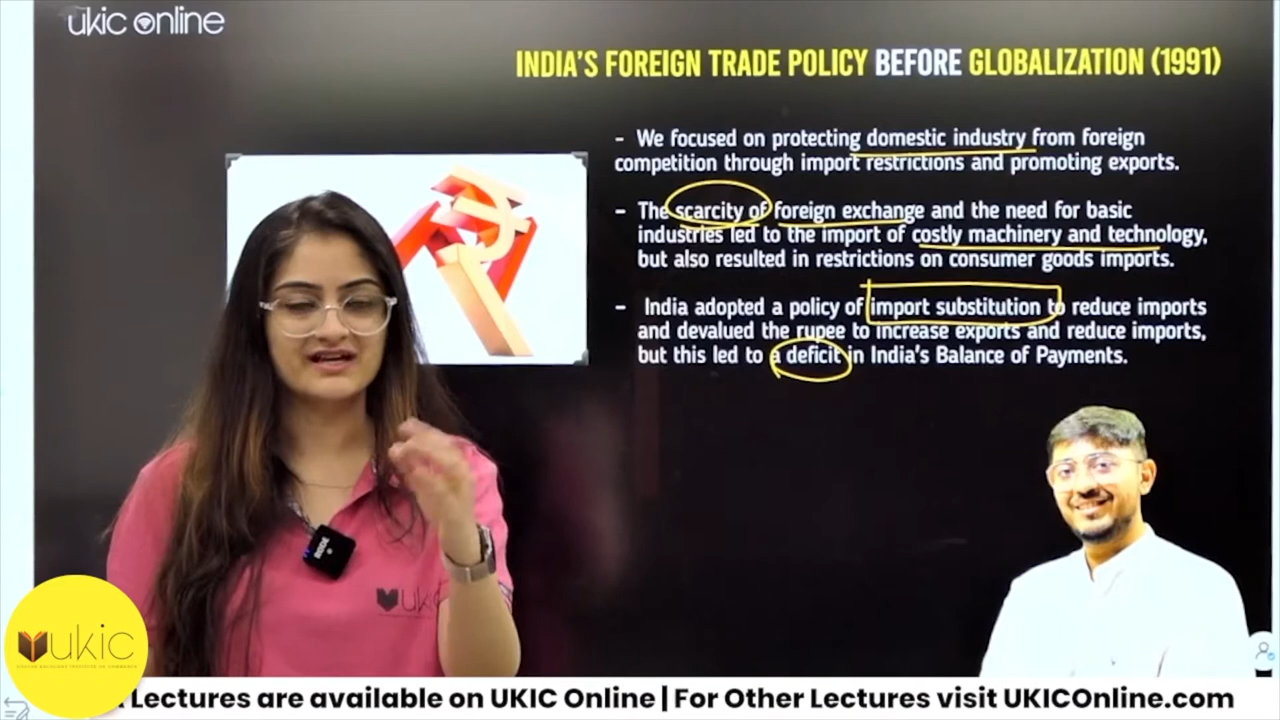 ukic online
INDIA'S FOREIGN TRADE POLICY BEFORE GLOBALIZATION (1991)
- We focused on protecting domestic industry from foreign
competition through import restrictions and promoting exports.
- The scarcity of foreign exchange and the need for basic
industries led to the import of costly machinery and technology,
but also resulted in restrictions on consumer goods imports.
- India adopted a policy of import substitution to reduce imports
and devalued the rupee to increase exports and reduce imports,
but this led to a deficit in India's Balance of Payments.
RODE
ukic
ukic
Lectures are available on UKIC Online | For Other Lectures visit UKICOnline.com